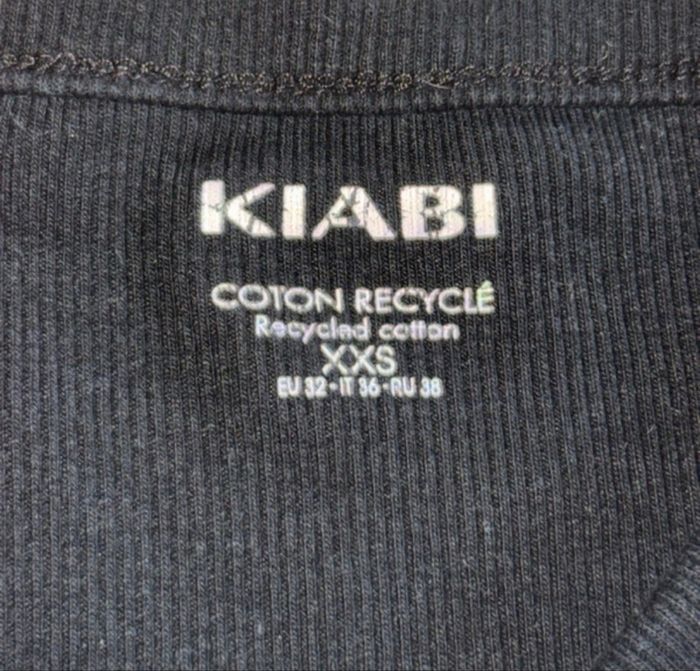 KIABI
COTON RECYCLÉ
Recycled cotton
XXS
EU 32 - IT 36 - RU 38